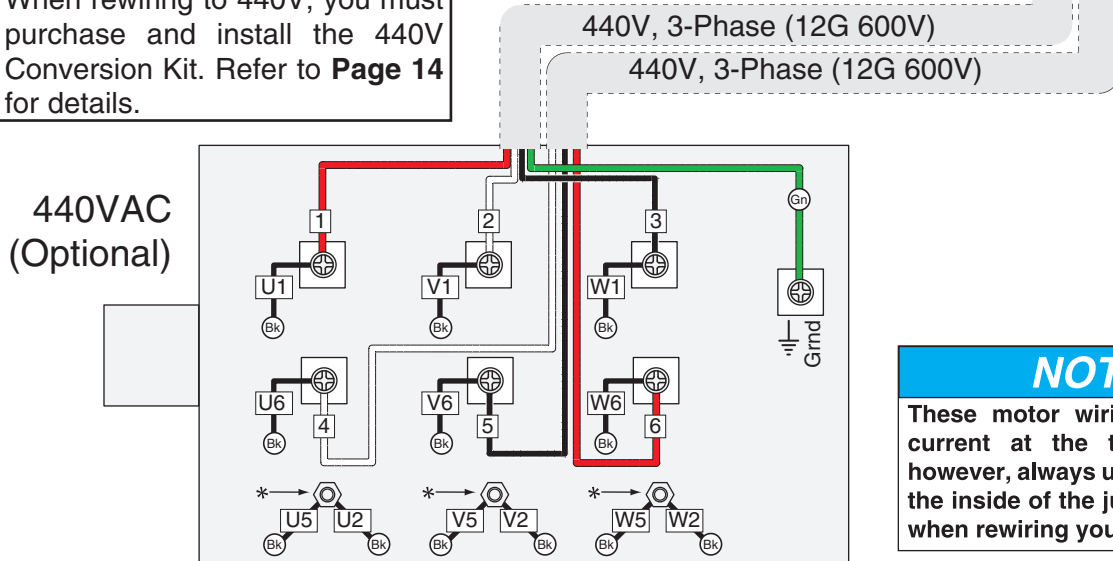 When rewiring to 440V, you must
purchase and install the 440V
Conversion Kit. Refer to Page 14
for details.
440V, 3-Phase (12G 600V)
440V, 3-Phase (12G 600V)
440VAC
(Optional)
1 2 3
Gn
U1 V1 W1
Bk Bk Bk
Grnd
U6 V6 W6
4 5 6
Bk Bk Bk
* * *
U5 U2 V5 V2 W5 W2
Bk Bk Bk Bk Bk Bk
NOT
These motor wiri
current at the t
however, always u
the inside of the ju
when rewiring you